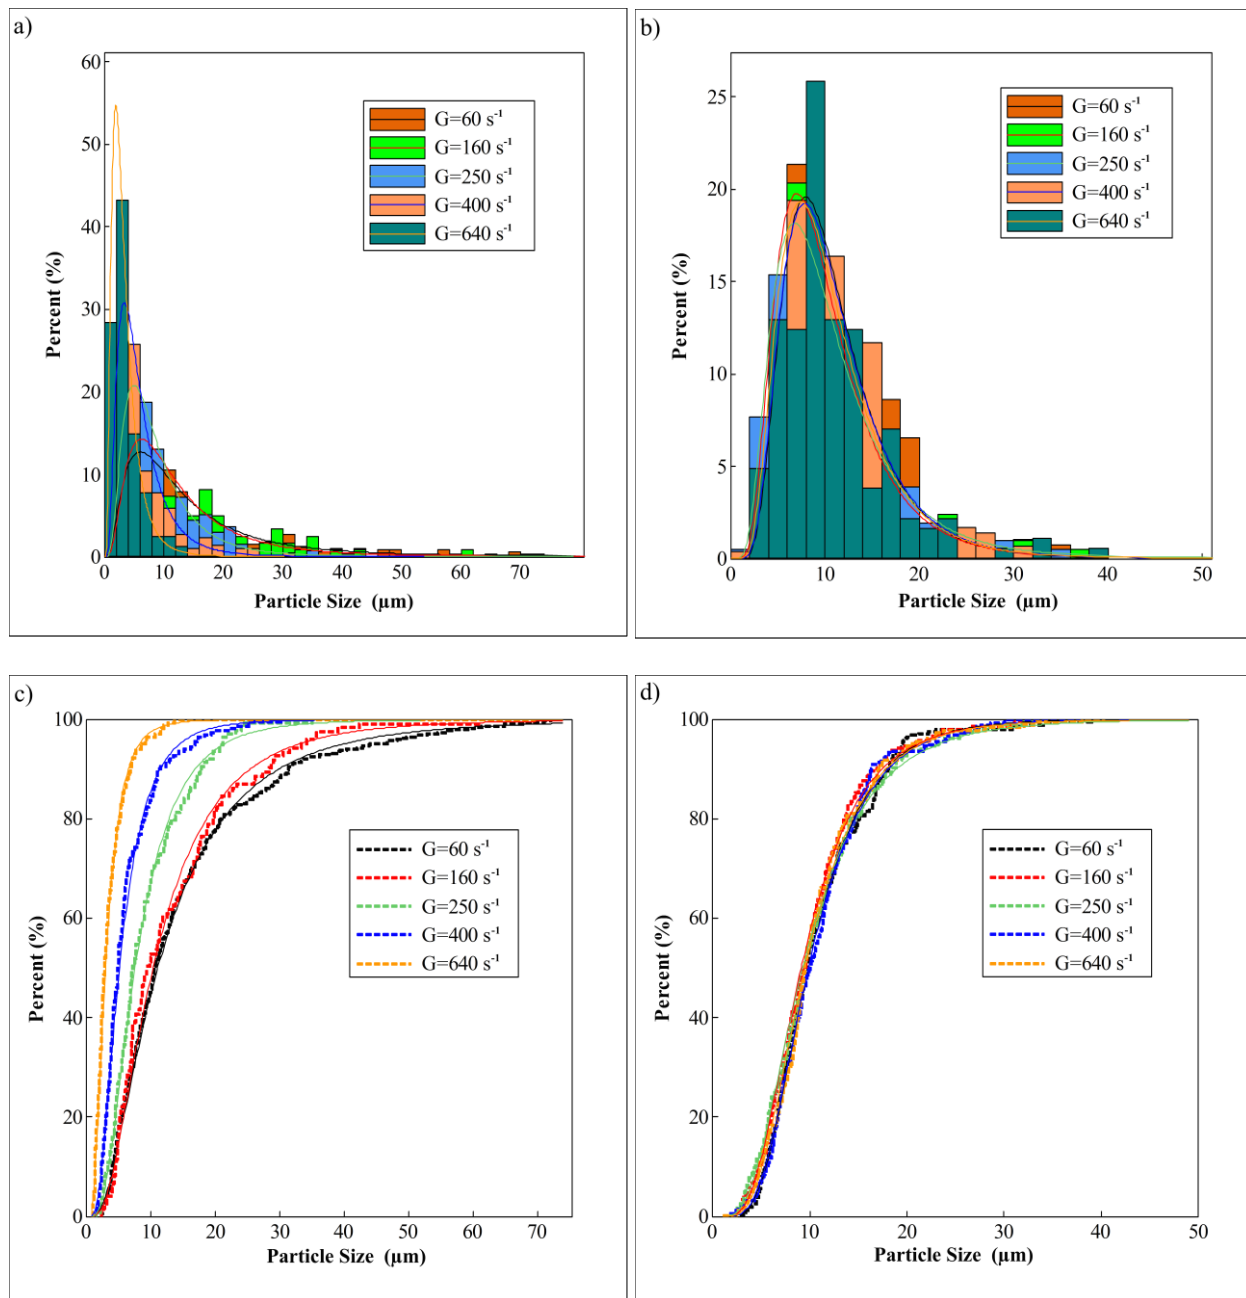 a)
60
50
40
30
20
10
0
Percent (%)
G=60 s⁻¹
G=160 s⁻¹
G=250 s⁻¹
G=400 s⁻¹
G=640 s⁻¹
0 10 20 30 40 50 60 70
Particle Size (µm)
b)
25
20
15
10
5
0
Percent (%)
G=60 s⁻¹
G=160 s⁻¹
G=250 s⁻¹
G=400 s⁻¹
G=640 s⁻¹
0 10 20 30 40 50
Particle Size (µm)
c)
100
80
60
40
20
0
Percent (%)
G=60 s⁻¹
G=160 s⁻¹
G=250 s⁻¹
G=400 s⁻¹
G=640 s⁻¹
0 10 20 30 40 50 60 70
Particle Size (µm)
d)
100
80
60
40
20
0
Percent (%)
G=60 s⁻¹
G=160 s⁻¹
G=250 s⁻¹
G=400 s⁻¹
G=640 s⁻¹
0 10 20 30 40 50
Particle Size (µm)